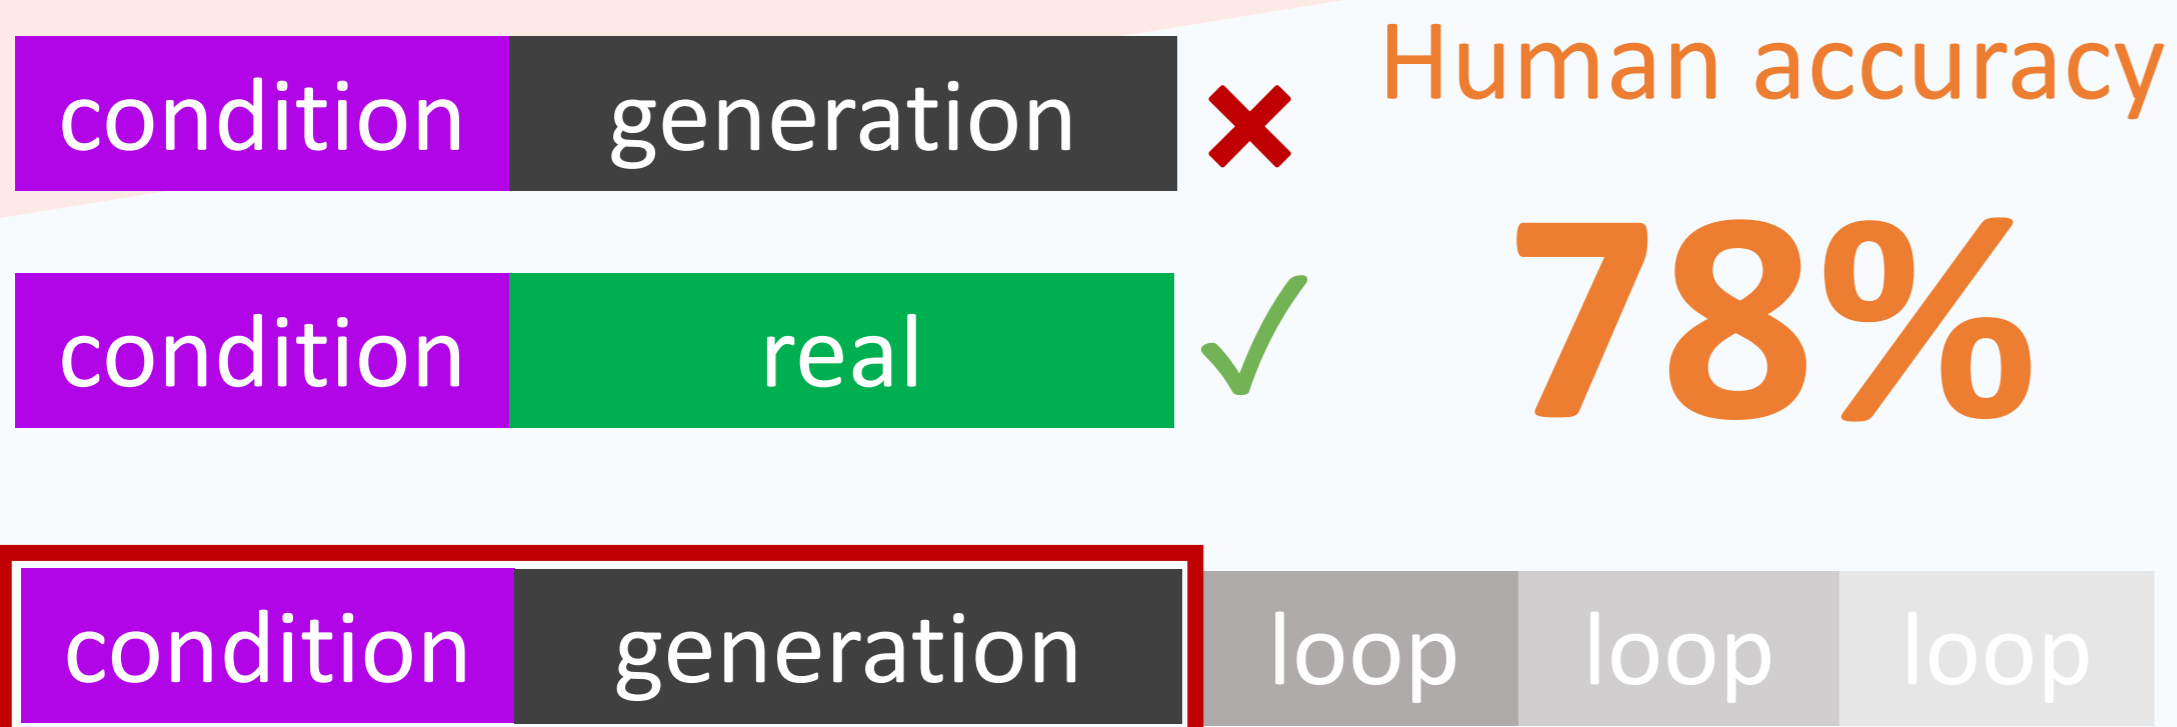 Human accuracy
condition generation
78%
condition real
condition generation loop loop loop